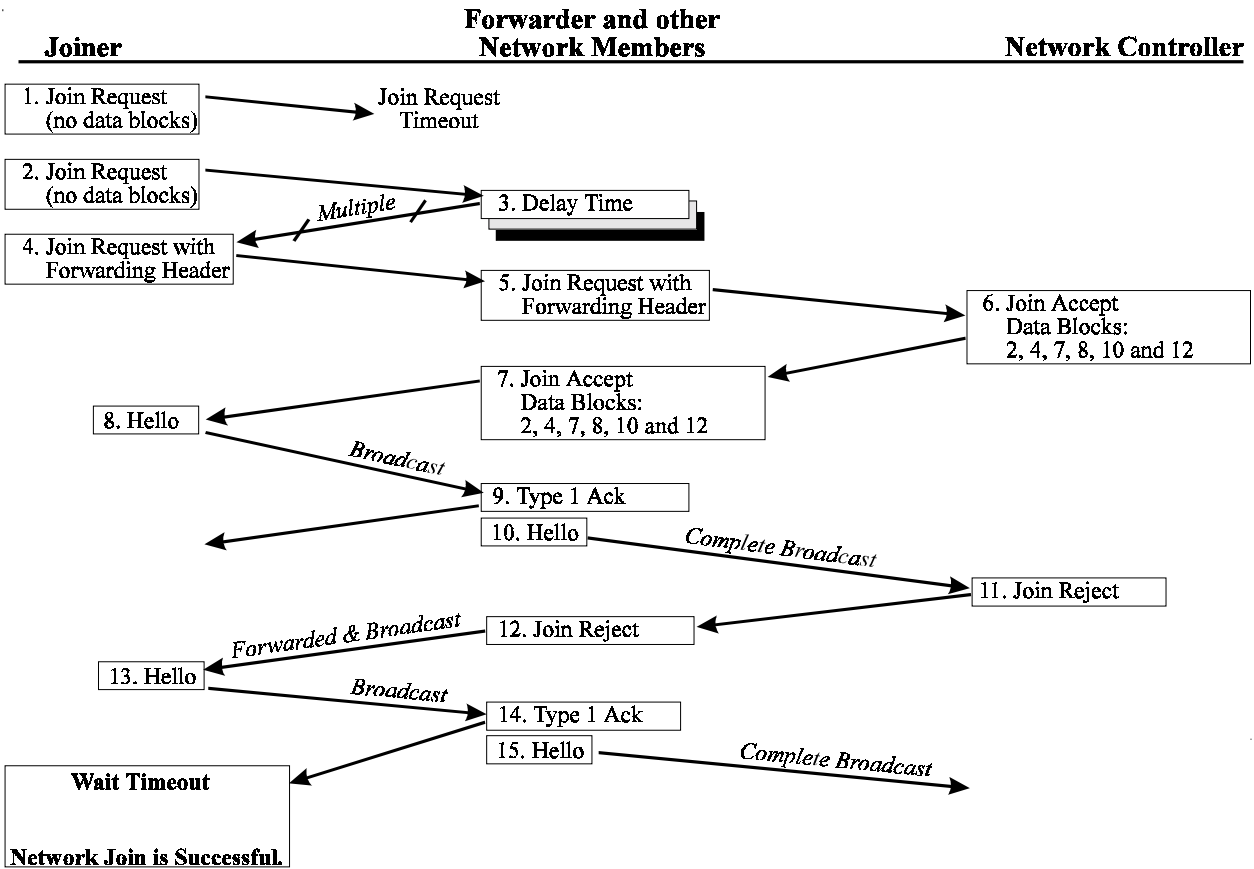 Forwarder and other
Joiner
Network Members
Network Controller
1. Join Request
(no data blocks)
Join Request
Timeout
2. Join Request
(no data blocks)
3. Delay Time
Multiple
4. Join Request with
Forwarding Header
5. Join Request with
Forwarding Header
6. Join Accept
Data Blocks:
2, 4, 7, 8, 10 and 12
7. Join Accept
Data Blocks:
2, 4, 7, 8, 10 and 12
8. Hello
Broadcast
9. Type 1 Ack
10. Hello
Complete Broadcast
11. Join Reject
12. Join Reject
Forwarded & Broadcast
13. Hello
Broadcast
14. Type 1 Ack
15. Hello
Complete Broadcast
Wait Timeout
Network Join is Successful.